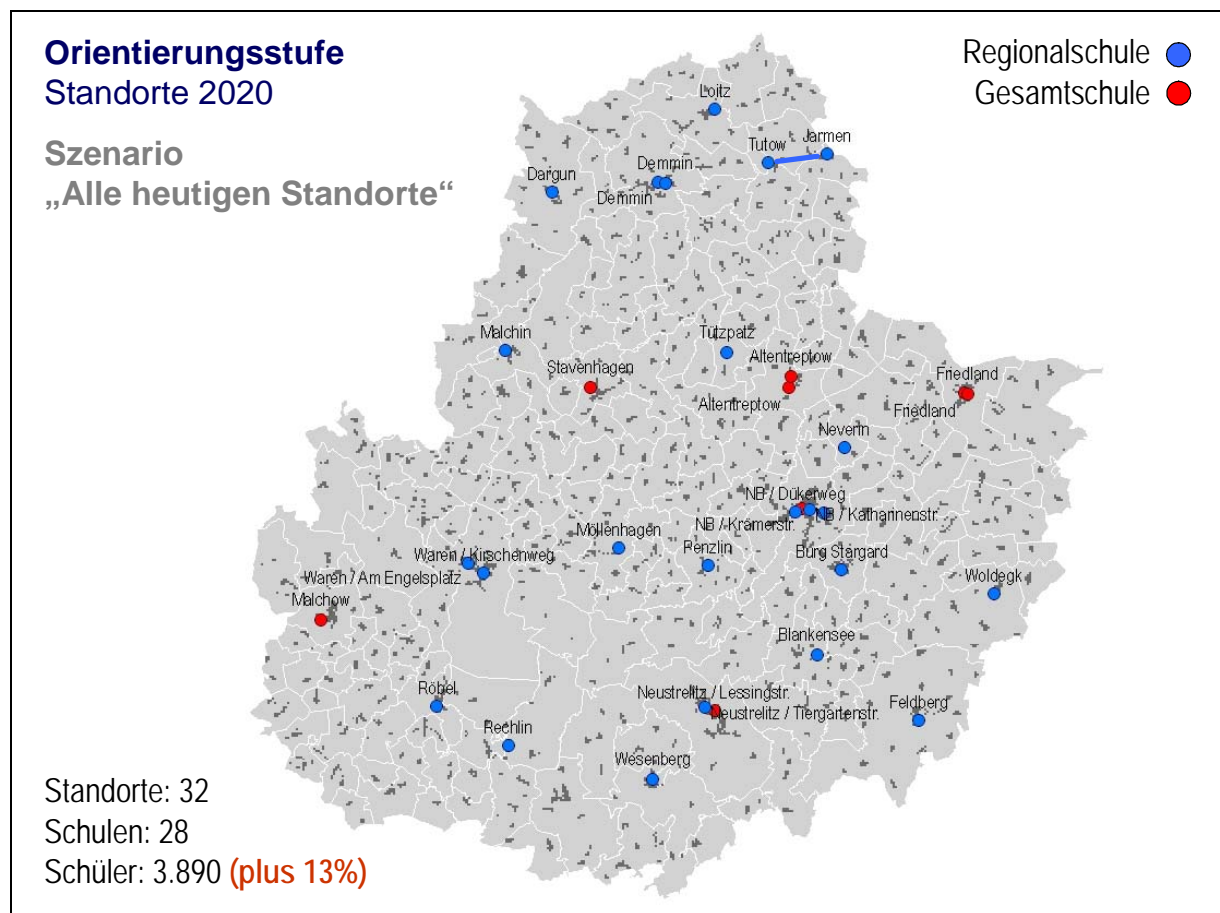 Orientierungsstufe
Standorte 2020
Szenario
„Alle heutigen Standorte“
Regionalschule
Gesamtschule
Loitz
Tutow
Jarmen
Demmin
Dargun
Demmin
Malchin
Tützpatz
Altentreptow
Stavenhagen
Friedland
Altentreptow
Friedland
Neverin
NB / Dükerweg
NB / Krämerstr.
NB / Katharinenstr.
Möllenhagen
Waren / Kirschenweg
Penzlin
Burg Stargard
Waren / Am Engelsplatz
Woldegk
Malchow
Blankensee
Röbel
Neustrelitz / Lessingstr.
Feldberg
Neustrelitz / Tiergartenstr.
Rechlin
Wesenberg
Standorte: 32
Schulen: 28
Schüler: 3.890 (plus 13%)